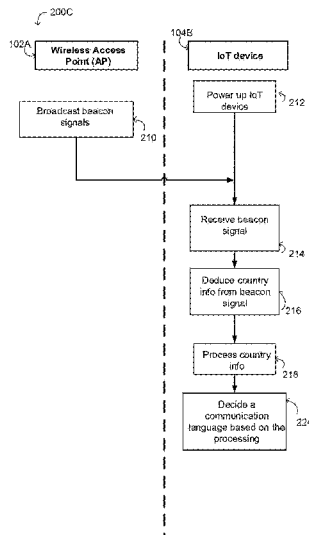 200C
102A
Wireless Access
Point (AP)
104B
IoT device
Broadcast beacon
signals
210
Power up IoT
device
212
Receive beacon
signal
214
Deduce country
info from beacon
signal
216
Process country
info
218
Decide a
communication
language based on the
processing
224